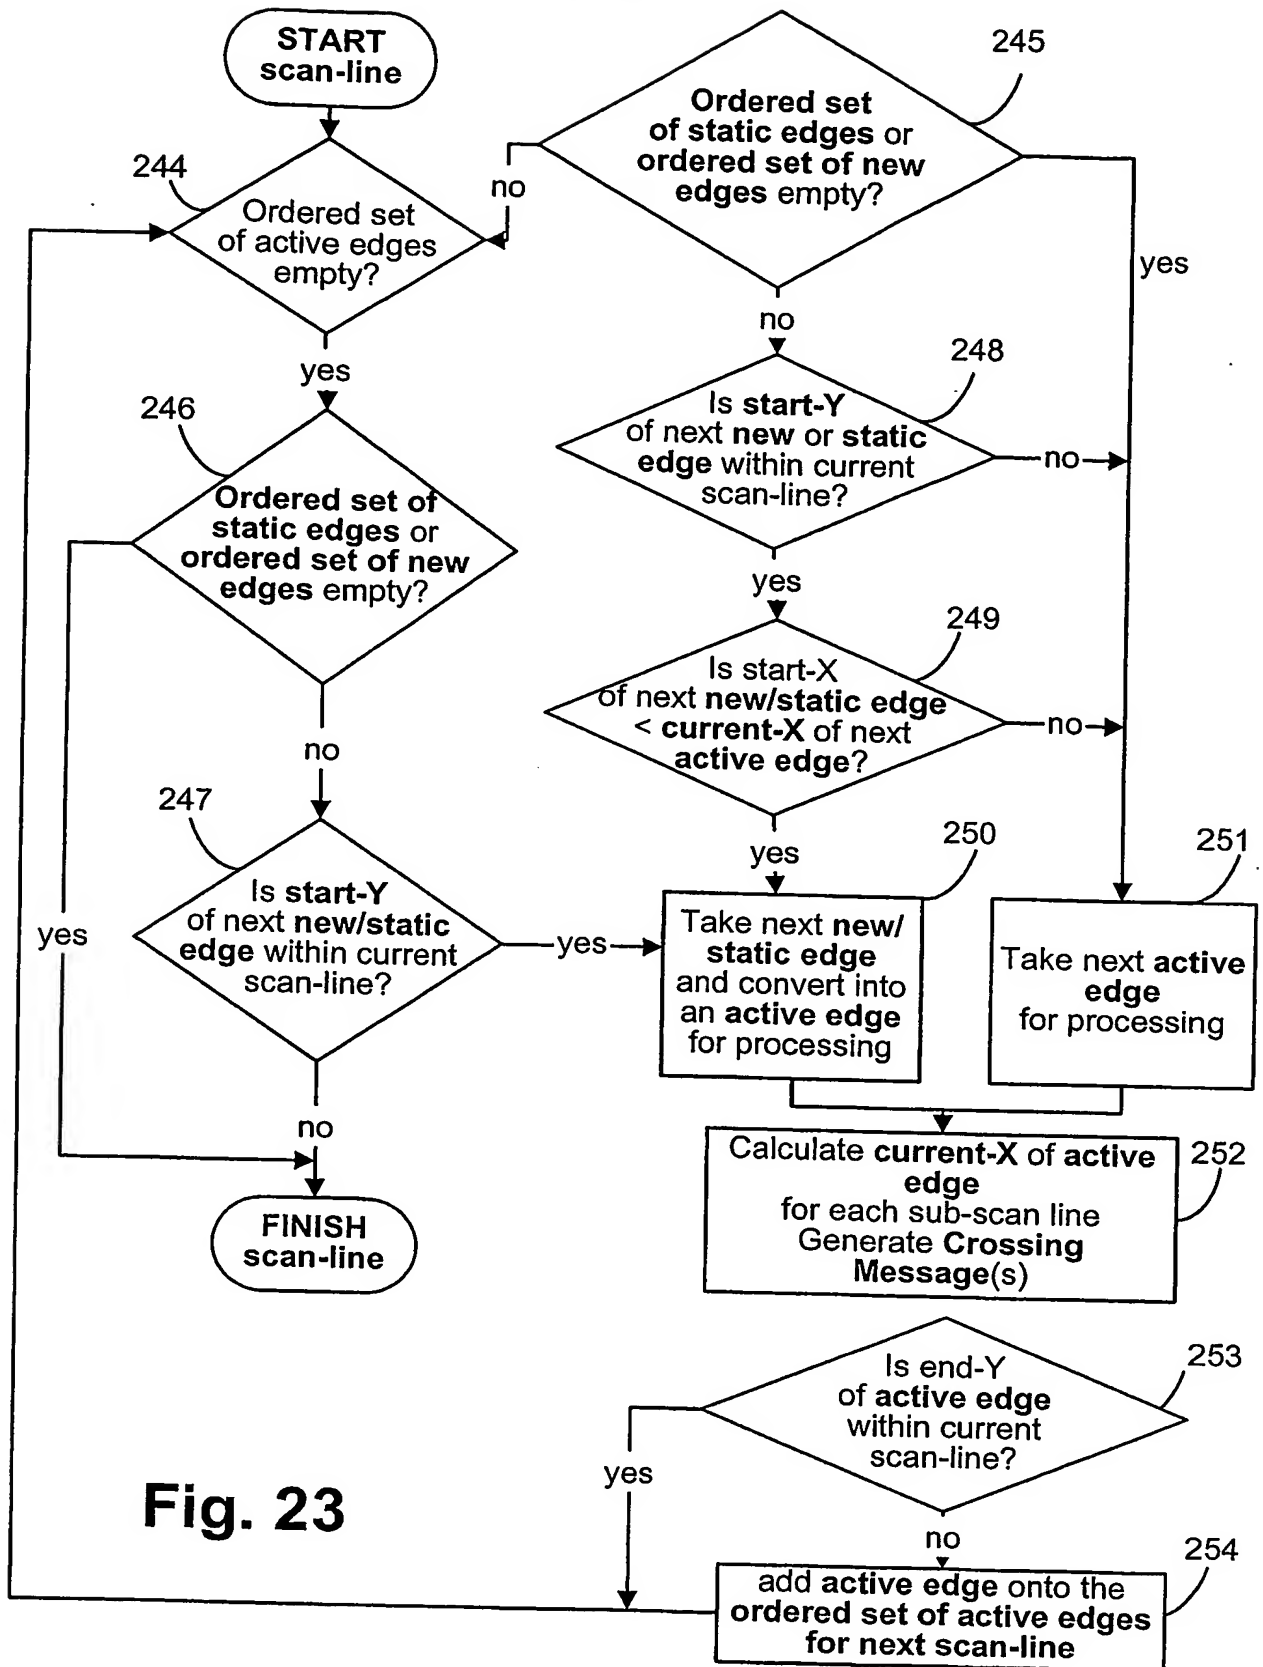 START
scan-line
244
Ordered set
of active edges
empty?
no
245
Ordered set
of static edges or
ordered set of new
edges empty?
yes
yes
no
246
Ordered set of
static edges or
ordered set of new
edges empty?
248
Is start-Y
of next new or static
edge within current
scan-line?
no
yes
249
Is start-X
of next new/static edge
< current-X of next
active edge?
no
no
247
Is start-Y
of next new/static
edge within current
scan-line?
yes
yes
yes
250
Take next new/
static edge
and convert into
an active edge
for processing
251
Take next active
edge
for processing
no
FINISH
scan-line
Calculate current-X of active
edge
for each sub-scan line
Generate Crossing
Message(s)
252
Is end-Y
of active edge
within current
scan-line?
253
yes
no
Fig. 23
add active edge onto the
ordered set of active edges
for next scan-line
254